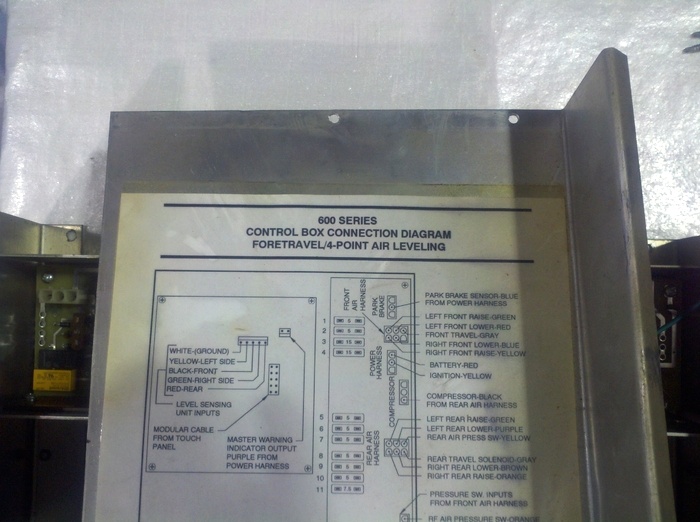 600 SERIES
CONTROL BOX CONNECTION DIAGRAM
FORETRAVEL/4-POINT AIR LEVELING
FRONT AIR HARNESS
PARK BRAKE
PARK BRAKE SENSOR-BLUE
FROM POWER HARNESS
1
2
3
4
LEFT FRONT RAISE-GREEN
LEFT FRONT LOWER-RED
FRONT TRAVEL-GRAY
RIGHT FRONT LOWER-BLUE
RIGHT FRONT RAISE-YELLOW
POWER HARNESS
BATTERY-RED
IGNITION-YELLOW
COMPRESSOR
COMPRESSOR-BLACK
FROM REAR AIR HARNESS
WHITE-(GROUND)
YELLOW-LEFT SIDE
BLACK-FRONT
GREEN-RIGHT SIDE
RED-REAR
LEVEL SENSING
UNIT INPUTS
MODULAR CABLE
FROM TOUCH
PANEL
MASTER WARNING
INDICATOR OUTPUT
PURPLE FROM
POWER HARNESS
5
6
7
8
9
10
11
REAR AIR HARNESS
LEFT REAR RAISE-GREEN
LEFT REAR LOWER-PURPLE
REAR AIR PRESS SW-YELLOW
REAR TRAVEL SOLENOID-GRAY
RIGHT REAR LOWER-BROWN
RIGHT REAR RAISE-ORANGE
PRESSURE SW. INPUTS
FROM FRONT AIR HARNESS
RF AIR PRESSURE SW-ORANGE